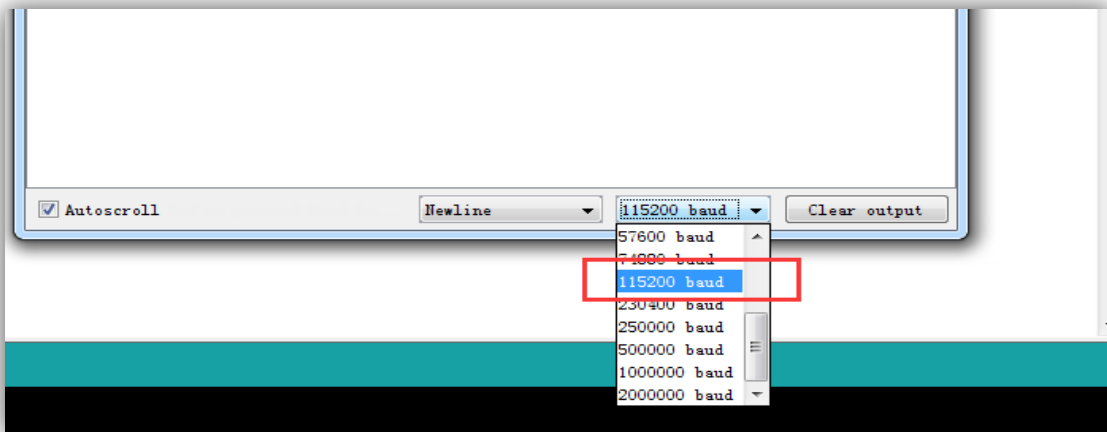 Autoscroll
Newline
115200 baud
Clear output
57600 baud
74880 baud
115200 baud
230400 baud
250000 baud
500000 baud
1000000 baud
2000000 baud